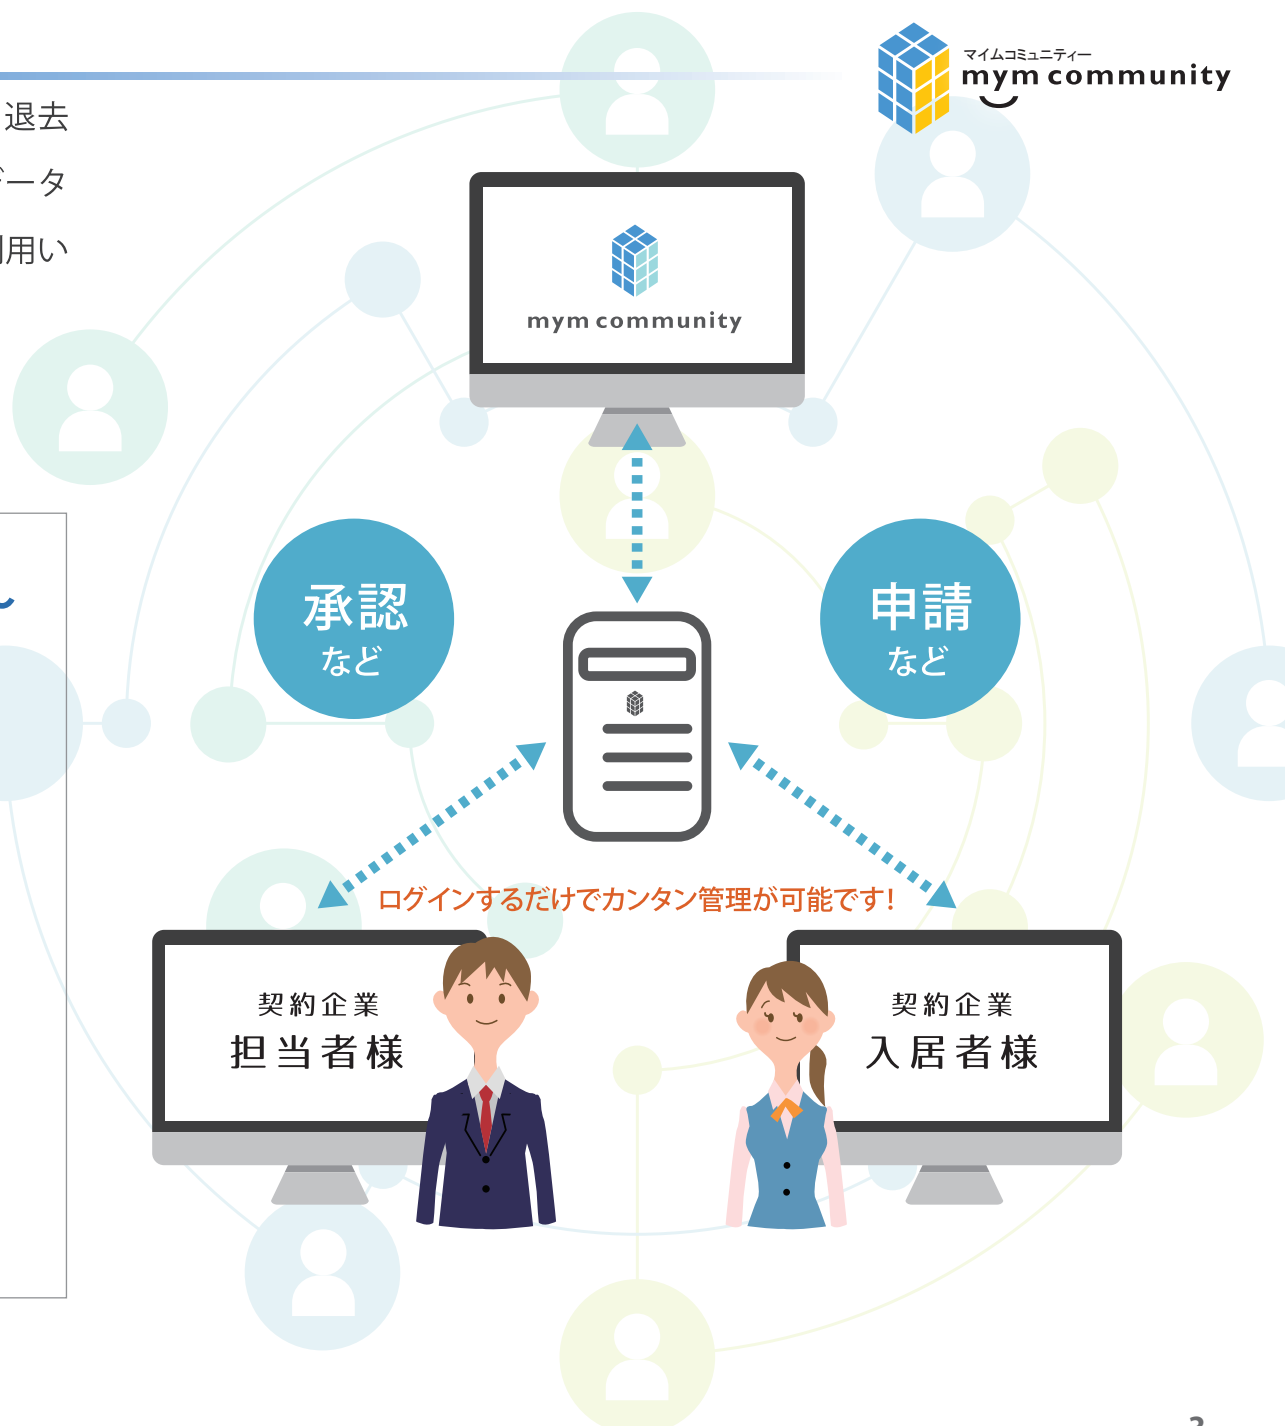 マイムコミュニティー
mym community
退去
データ
用い
mym community
承認
など
申請
など
ログインするだけでカンタン管理が可能です!
契約企業
担当者様
契約企業
入居者様